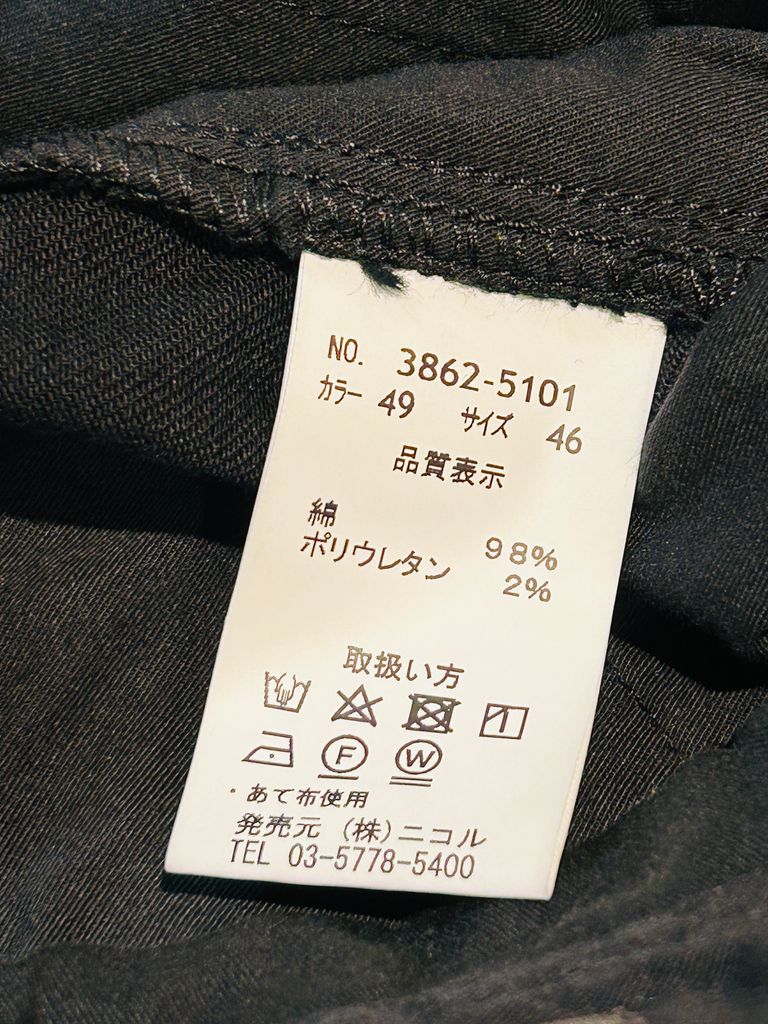 NO. 3862-5101
カラー 49 サイズ 46
品質表示
綿 98%
ポリウレタン 2%
取扱い方
F W
・あて布使用
発売元 (株)ニコル
TEL 03-5778-5400